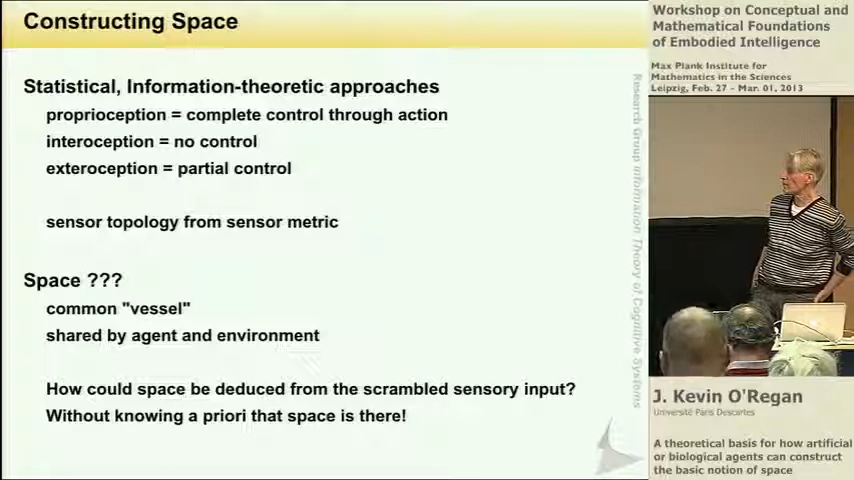 Constructing Space
Statistical, Information-theoretic approaches
proprioception = complete control through action
interoception = no control
exteroception = partial control
sensor topology from sensor metric
Space ???
common "vessel"
shared by agent and environment
How could space be deduced from the scrambled sensory input?
Without knowing a priori that space is there!
Research Group Information Theory of Cognitive Systems
Workshop on Conceptual and
Mathematical Foundations
of Embodied Intelligence
Max Plank Institute for
Mathematics in the Sciences
Leipzig, Feb. 27 - Mar. 01, 2013
J. Kevin O'Regan
Université Paris Descartes
A theoretical basis for how artificial
or biological agents can construct
the basic notion of space